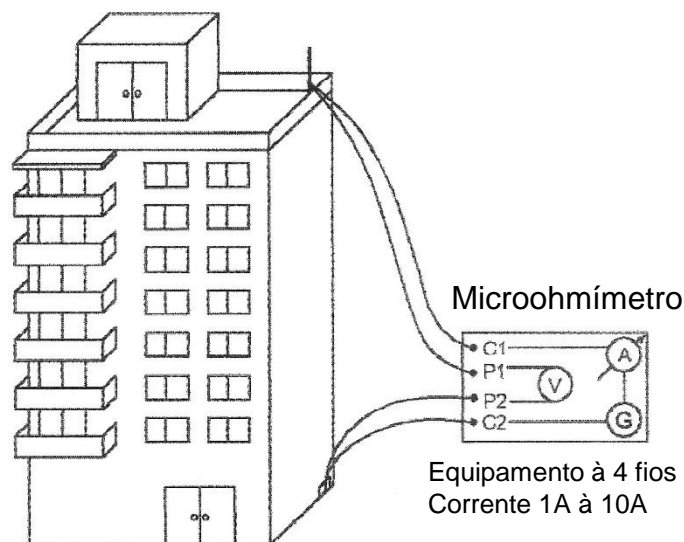 Microohmímetro
C1
A
P1
V
P2
C2
G
Equipamento à 4 fios
Corrente 1A à 10A